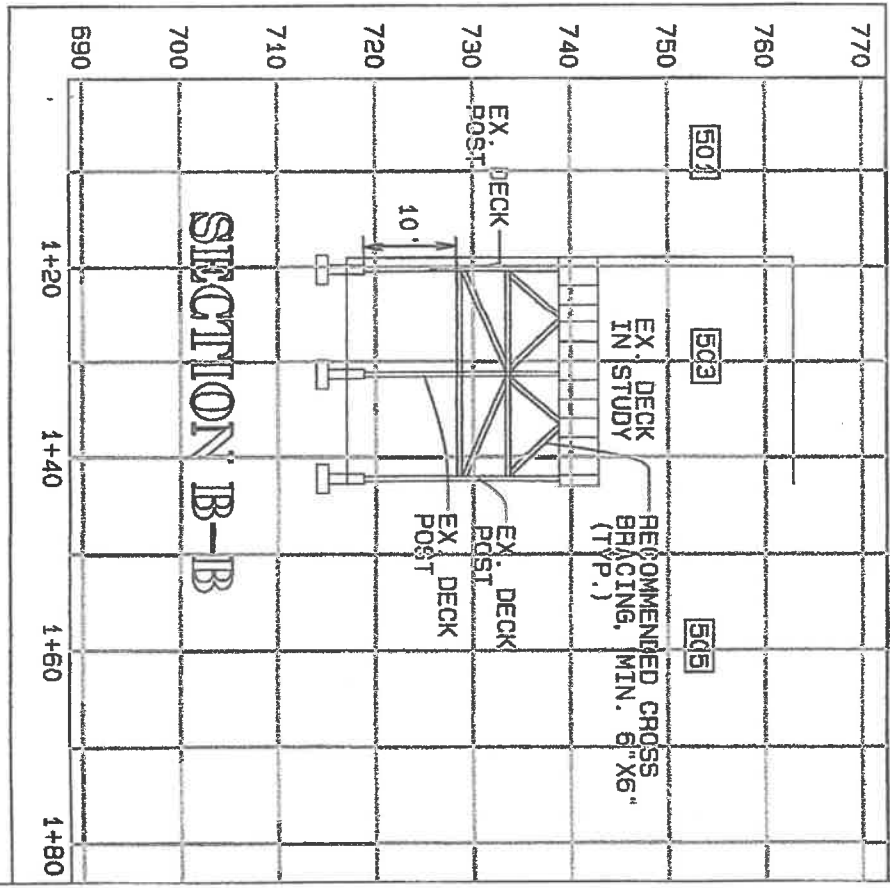 770
760
750
740
730
720
710
700
690
501
503
505
EX. DECK
IN STUDY
RECOMMENDED CROSS
BRACING, MIN. 6"X6"
(TYP.)
EX. DECK
POST
10'
EX. DECK
POST
EX. DECK
POST
SECTION B-B
1+20
1+40
1+60
1+80